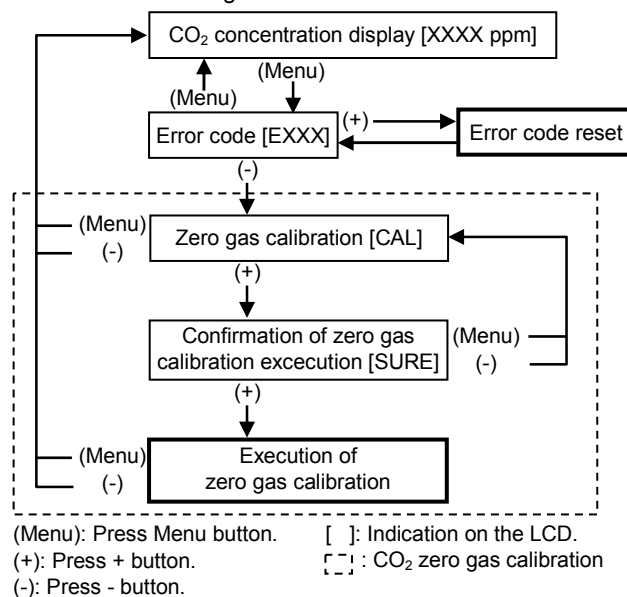 CO₂ concentration display [XXXX ppm]
(Menu)
(Menu)
Error code [EXXX]
(+)
Error code reset
(-)
(Menu)
(-)
Zero gas calibration [CAL]
(+)
Confirmation of zero gas
calibration excecution [SURE]
(Menu)
(-)
(+)
(Menu)
(-)
Execution of
zero gas calibration
(Menu): Press Menu button.
[ ]: Indication on the LCD.
(+): Press + button.
: CO₂ zero gas calibration
(-): Press - button.